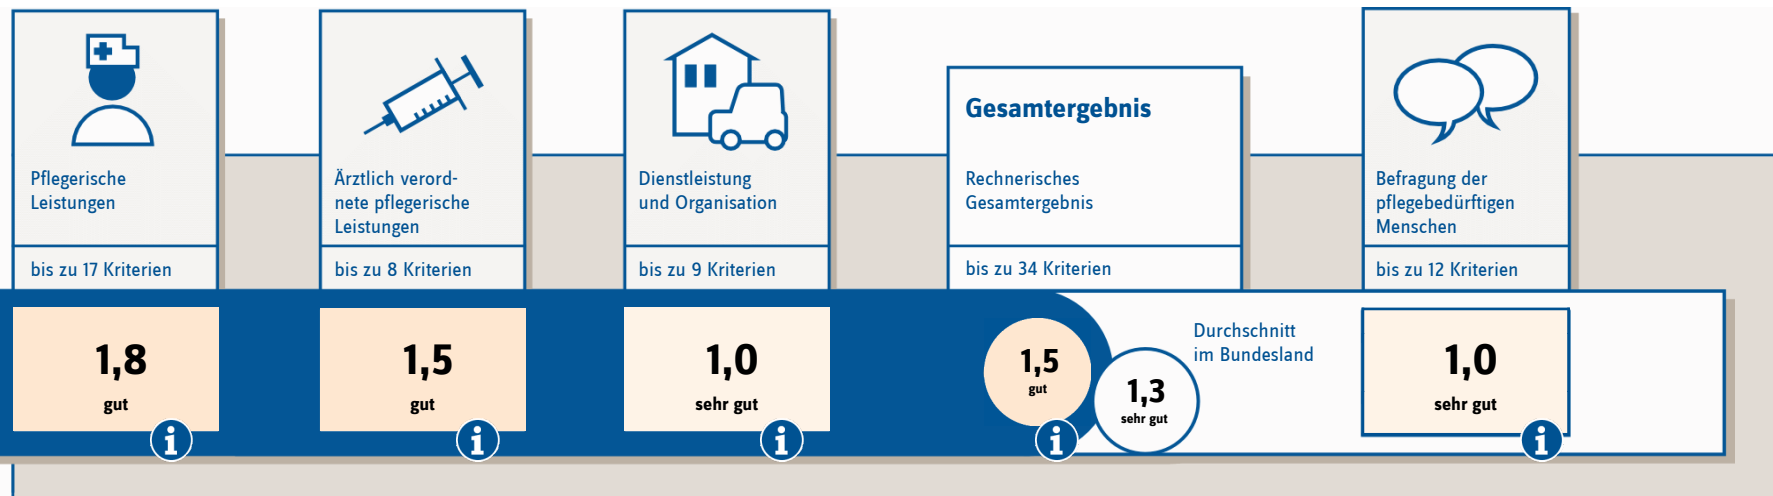 Pflegerische
Leistungen
bis zu 17 Kriterien
1,8
gut
i
Ärztlich verord-
nete pflegerische
Leistungen
bis zu 8 Kriterien
1,5
gut
i
Dienstleistung
und Organisation
bis zu 9 Kriterien
1,0
sehr gut
i
Gesamtergebnis
Rechnerisches
Gesamtergebnis
bis zu 34 Kriterien
1,5
gut
i
1,3
sehr gut
Durchschnitt
im Bundesland
Befragung der
pflegebedürftigen
Menschen
bis zu 12 Kriterien
1,0
sehr gut
i